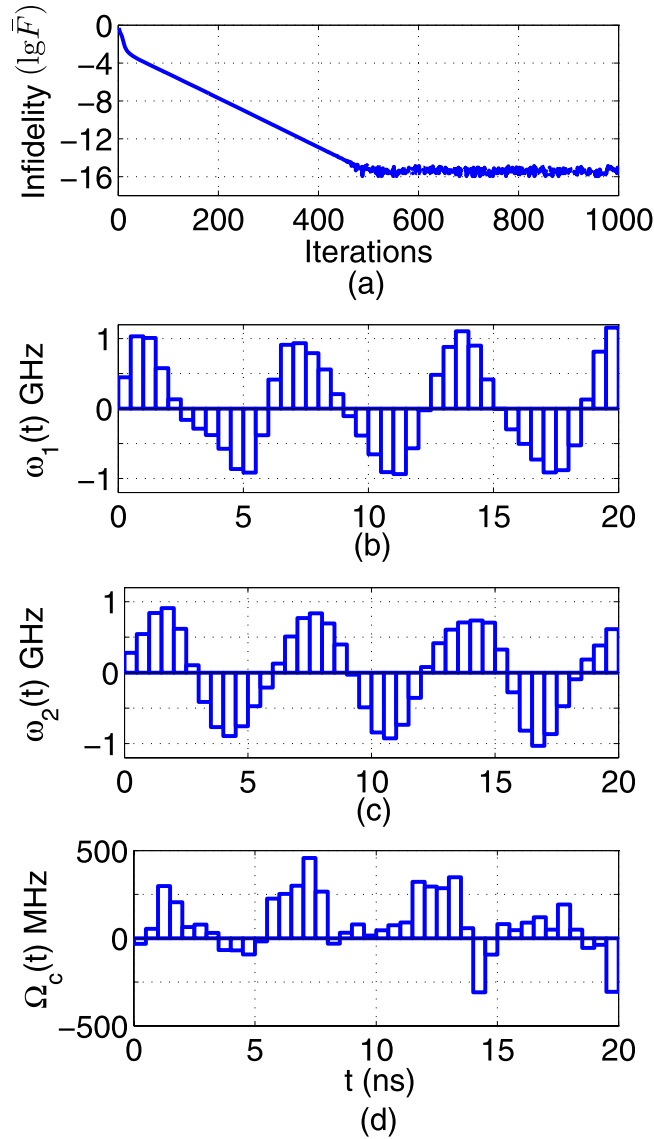 Infidelity (lg F̄)
0
−4
−8
−12
−16
0 200 400 600 800 1000
Iterations
(a)
ω1(t) GHz
1
0
−1
0 5 10 15 20
(b)
ω2(t) GHz
1
0
−1
0 5 10 15 20
(c)
Ωc(t) MHz
500
0
−500
0 5 10 15 20
t (ns)
(d)